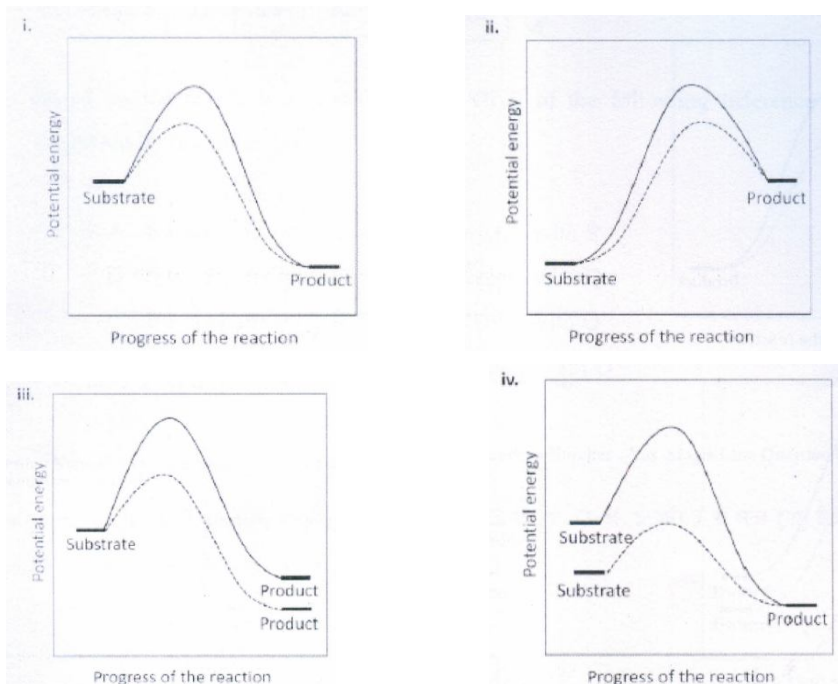 i.
Potential energy
Substrate
Product
Progress of the reaction
ii.
Potential energy
Substrate
Product
Progress of the reaction
iii.
Potential energy
Substrate
Product
Product
Progress of the reaction
iv.
Potential energy
Substrate
Substrate
Product
Progress of the reaction